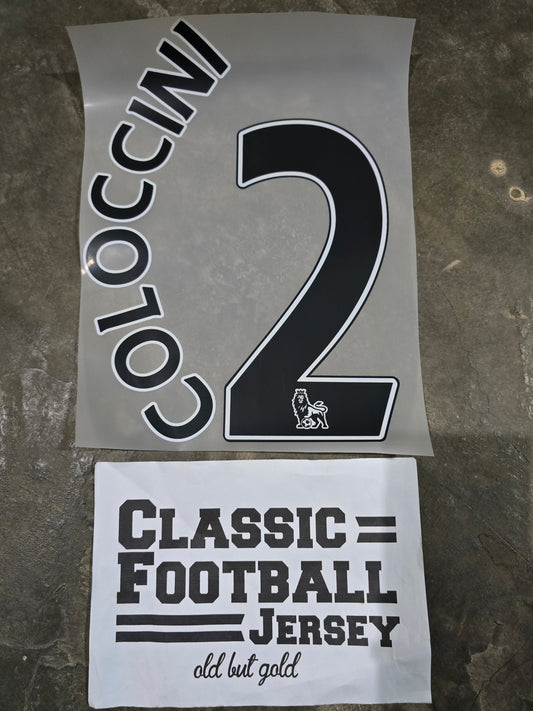 COLOCCINI
2
CLASSIC
FOOTBALL
JERSEY
old but gold